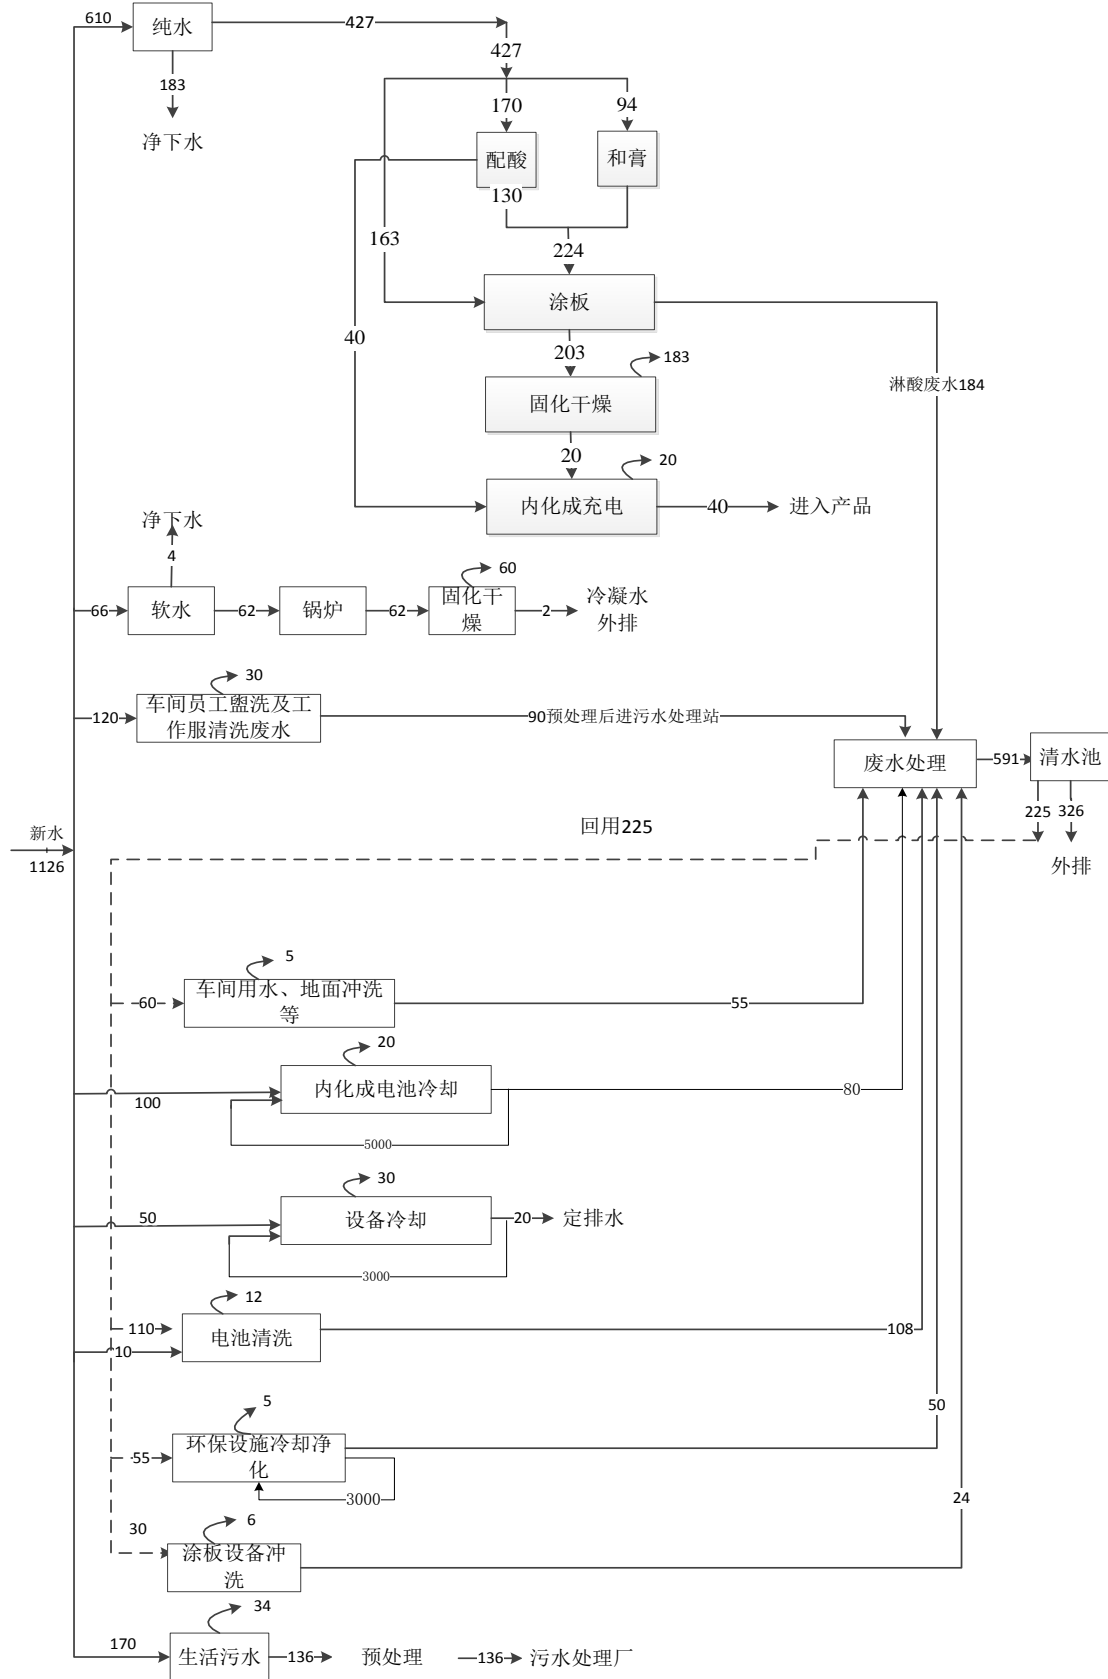 610
纯水
427
427
183
净下水
170
94
配酸
和膏
130
163
224
涂板
40
203
183
淋酸废水184
固化干燥
20
20
内化成充电
40
进入产品
净下水
4
60
66
软水
62
锅炉
62
固化干
燥
2
冷凝水
外排
30
120
车间员工盥洗及工
作服清洗废水
90预处理后进污水处理站
废水处理
591
清水池
225
326
外排
回用225
新水
1126
5
60
车间用水、地面冲洗
等
55
20
100
内化成电池冷却
80
5000
30
50
设备冷却
20
定排水
3000
12
110
电池清洗
108
10
5
50
55
环保设施冷却净
化
3000
24
6
30
涂板设备冲
洗
34
170
生活污水
136
预处理
136
污水处理厂